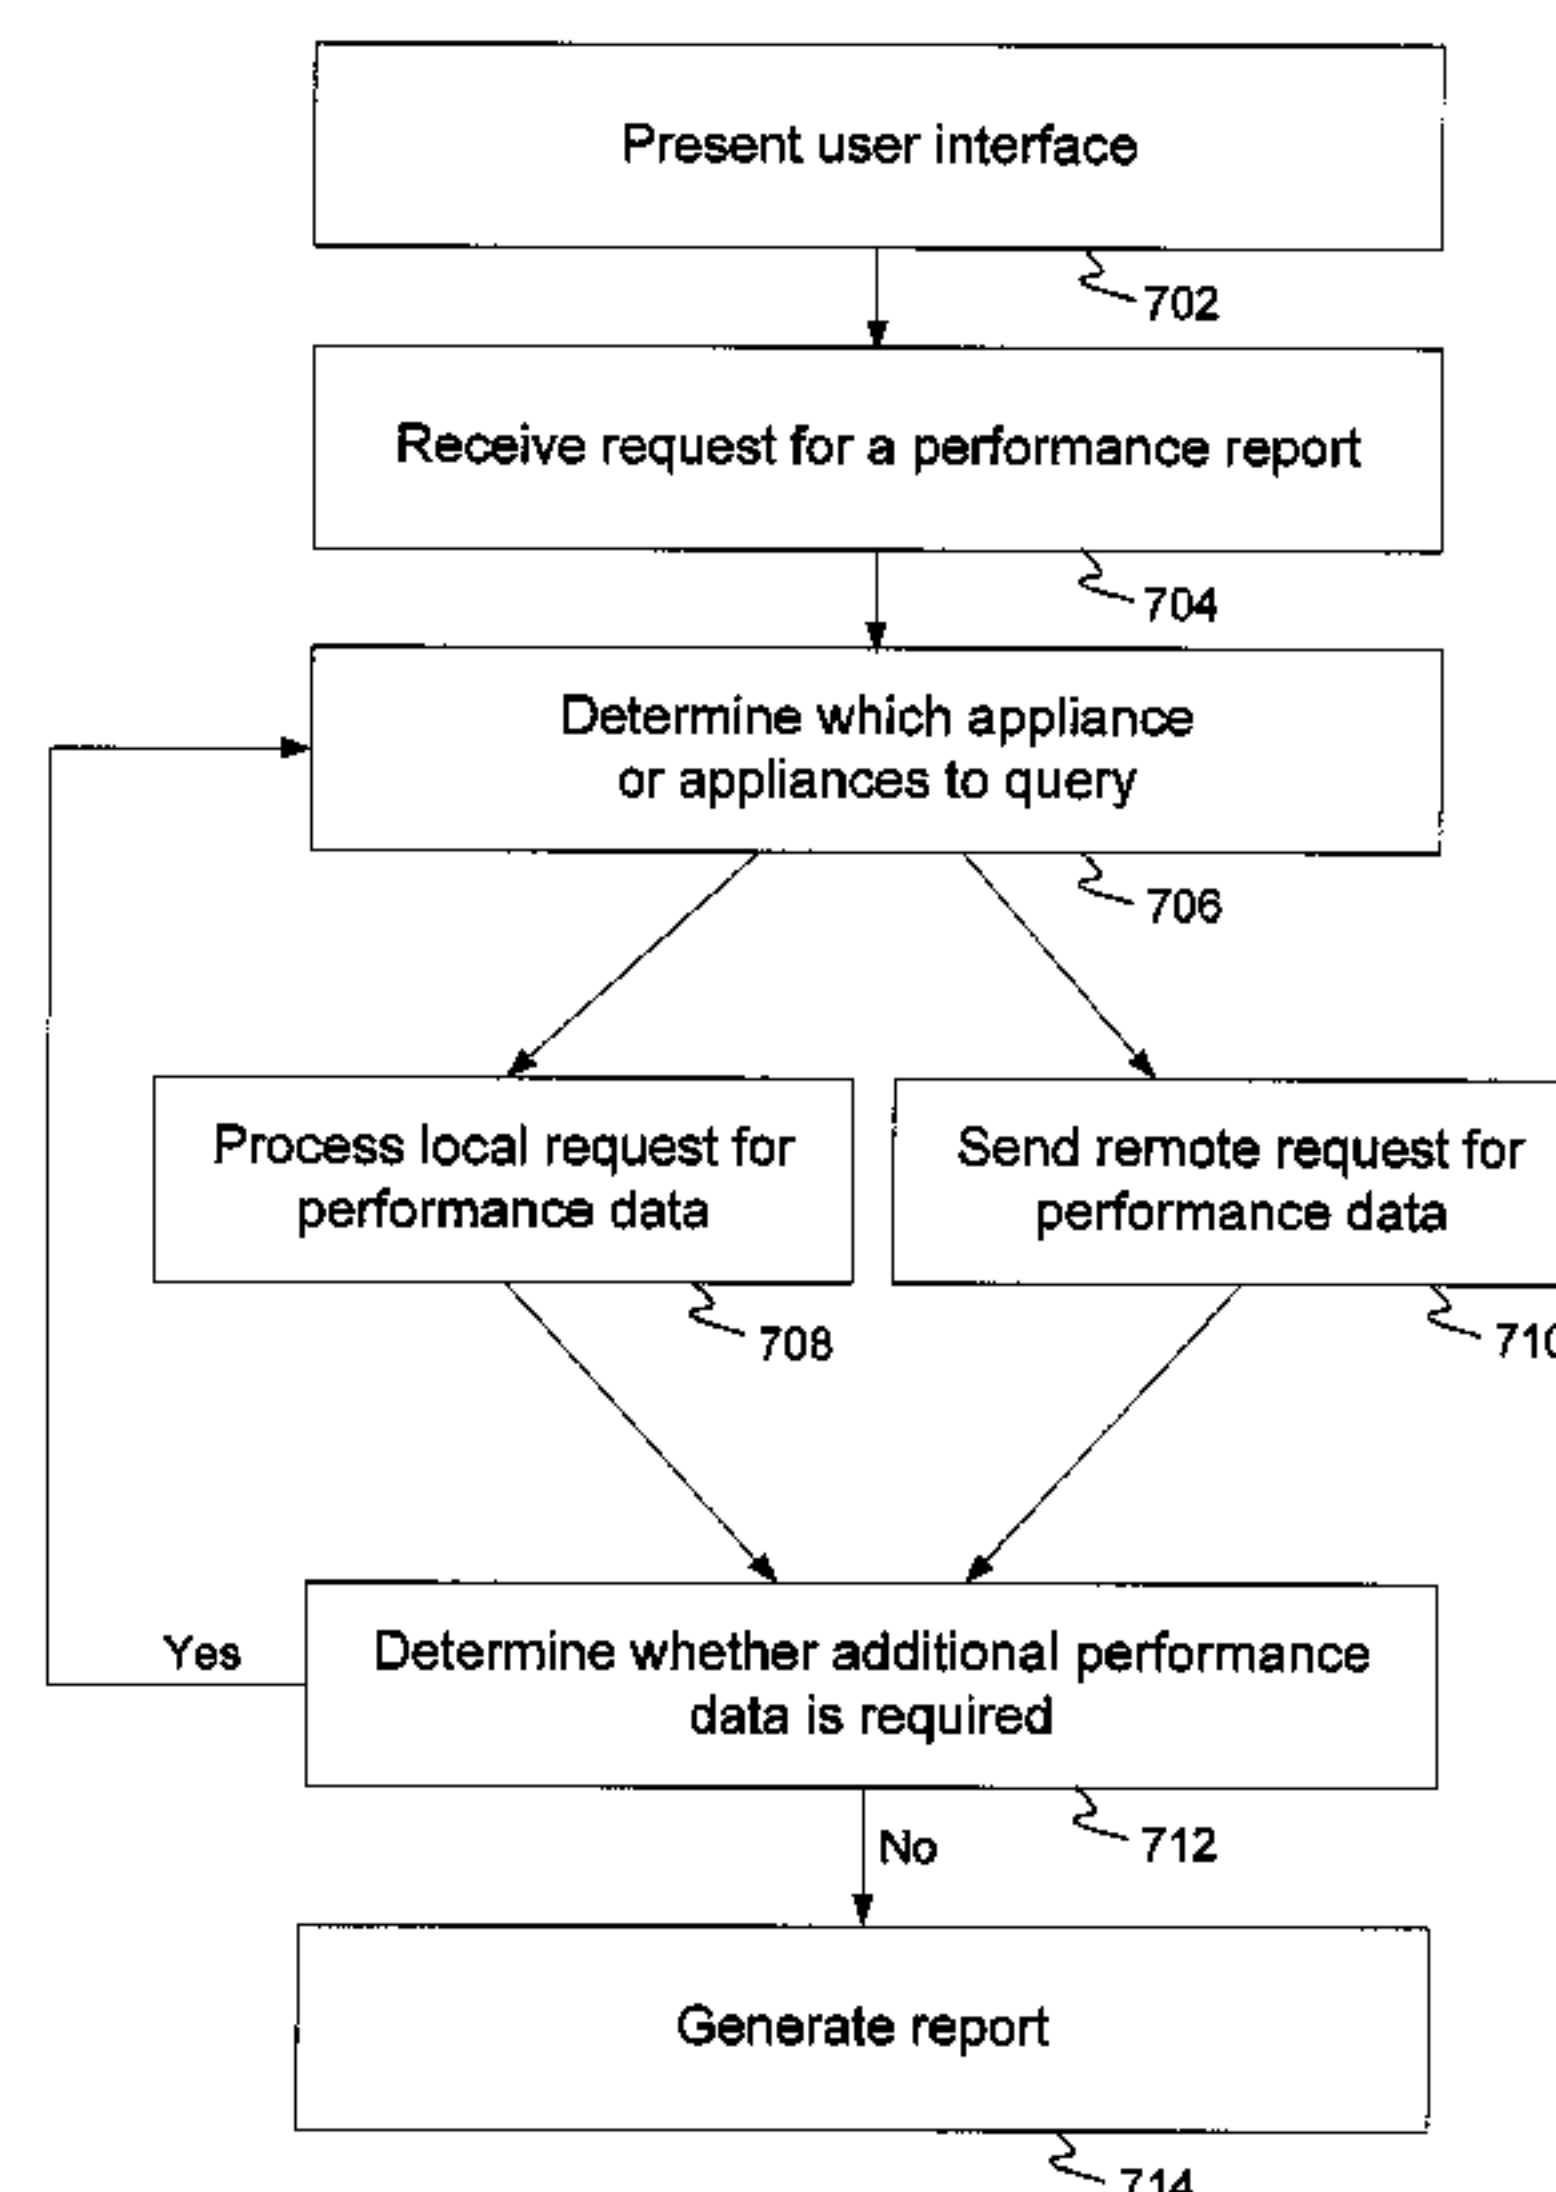 Present user interface
702
Receive request for a performance report
704
Determine which appliance
or appliances to query
706
Process local request for
performance data
708
Send remote request for
performance data
710
Yes
Determine whether additional performance
data is required
712
No
Generate report
714